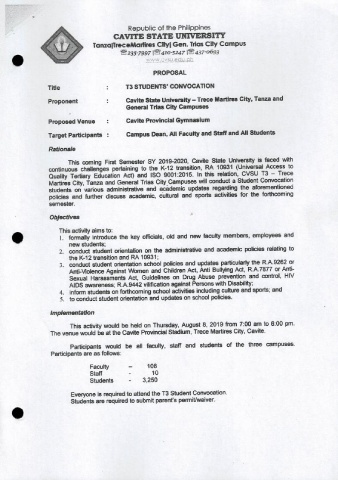 Republic of the Philippines
CAVITE STATE UNIVERSITY
Tanza|TreceMartires City| Gen. Trias City Campus
☏235-7997|☏410-5247|☏437-0693
www.cvsu.edu.ph
PROPOSAL
Title : T3 STUDENTS' CONVOCATION
Proponent : Cavite State University – Trece Martires City, Tanza and
General Trias City Campuses
Proposed Venue : Cavite Provincial Gymnasium
Target Participants : Campus Dean, All Faculty and Staff and All Students
Rationale
This coming First Semester SY 2019-2020, Cavite State University is faced with
continuous challenges pertaining to the K-12 transition, RA 10931 (Universal Access to
Quality Tertiary Education Act) and ISO 9001:2015. In this relation, CVSU T3 – Trece
Martires City, Tanza and General Trias City Campuses will conduct a Student Convocation
students on various administrative and academic updates regarding the aforementioned
policies and further discuss academic, cultural and sports activities for the forthcoming
semester.
Objectives
This activity aims to:
1. formally introduce the key officials, old and new faculty members, employees and
new students;
2. conduct student orientation on the administrative and academic policies relating to
the K-12 transition and RA 10931;
3. conduct student orientation school policies and updates particularly the R.A.9262 or
Anti-Violence Against Women and Children Act, Anti Bullying Act, R.A.7877 or Anti-
Sexual Harassments Act, Guidelines on Drug Abuse prevention and control, HIV
AIDS awareness; R.A.9442 vilification against Persons with Disability;
4. inform students on forthcoming school activities including culture and sports; and
5. to conduct student orientation and updates on school policies.
Implementation
This activity would be held on Thursday, August 8, 2019 from 7:00 am to 6:00 pm.
The venue would be at the Cavite Provincial Stadium, Trece Martires City, Cavite.
Participants would be all faculty, staff and students of the three campuses.
Participants are as follows:
Faculty – 108
Staff - 10
Students - 3,250
Everyone is required to attend the T3 Student Convocation.
Students are required to submit parent's permit/waiver.